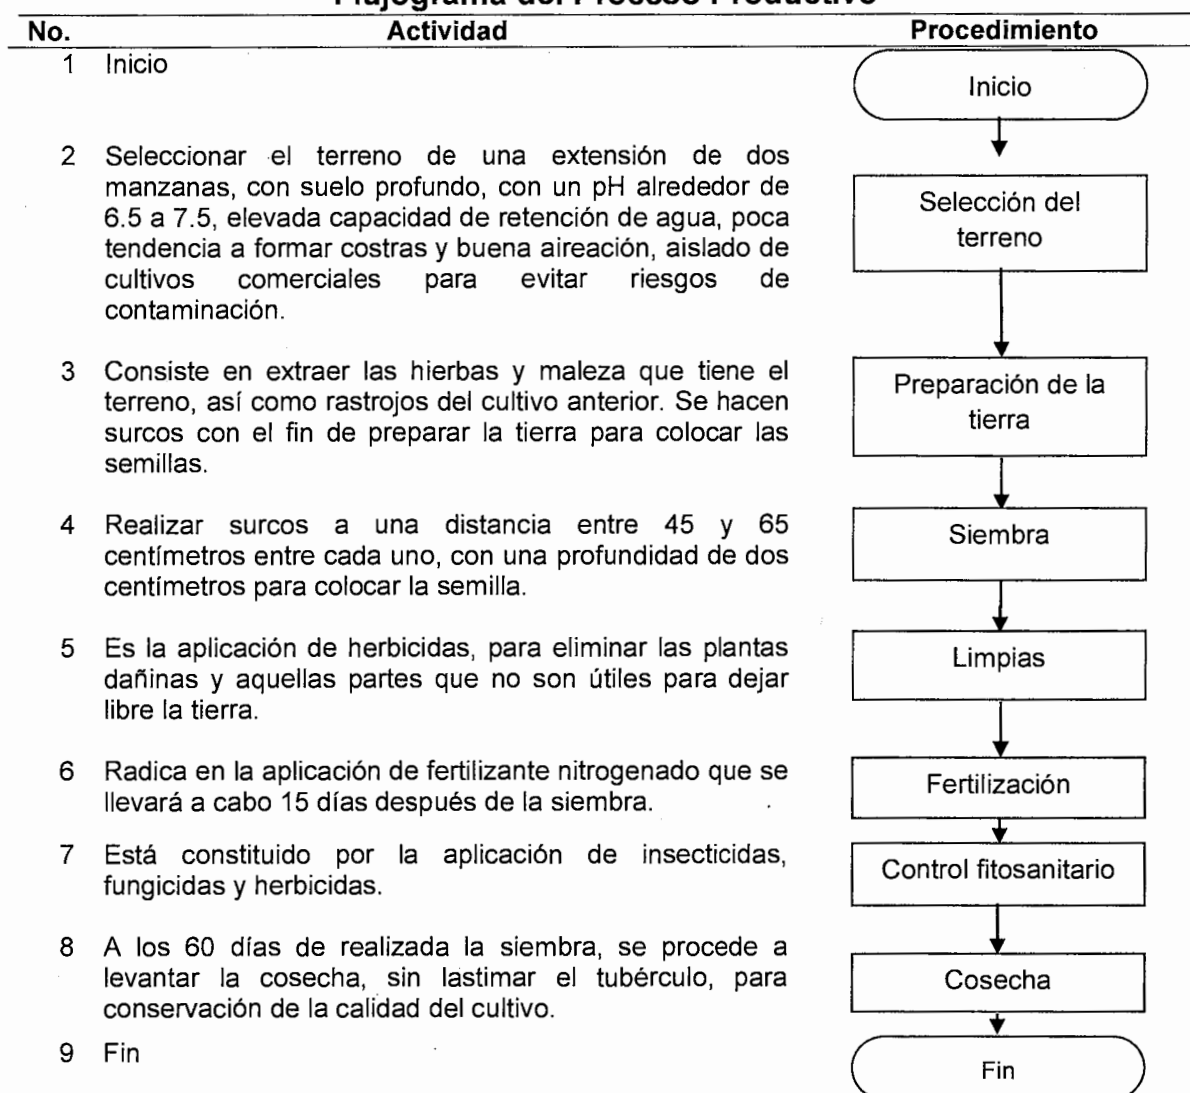 No. Actividad Procedimiento
1 Inicio
Inicio
2 Seleccionar el terreno de una extensión de dos
manzanas, con suelo profundo, con un pH alrededor de
6.5 a 7.5, elevada capacidad de retención de agua, poca
tendencia a formar costras y buena aireación, aislado de
cultivos comerciales para evitar riesgos de
contaminación.
Selección del
terreno
3 Consiste en extraer las hierbas y maleza que tiene el
terreno, así como rastrojos del cultivo anterior. Se hacen
surcos con el fin de preparar la tierra para colocar las
semillas.
Preparación de la
tierra
4 Realizar surcos a una distancia entre 45 y 65
centímetros entre cada uno, con una profundidad de dos
centímetros para colocar la semilla.
Siembra
5 Es la aplicación de herbicidas, para eliminar las plantas
dañinas y aquellas partes que no son útiles para dejar
libre la tierra.
Limpias
6 Radica en la aplicación de fertilizante nitrogenado que se
llevará a cabo 15 días después de la siembra.
Fertilización
7 Está constituido por la aplicación de insecticidas,
fungicidas y herbicidas.
Control fitosanitario
8 A los 60 días de realizada la siembra, se procede a
levantar la cosecha, sin lastimar el tubérculo, para
conservación de la calidad del cultivo.
Cosecha
9 Fin
Fin